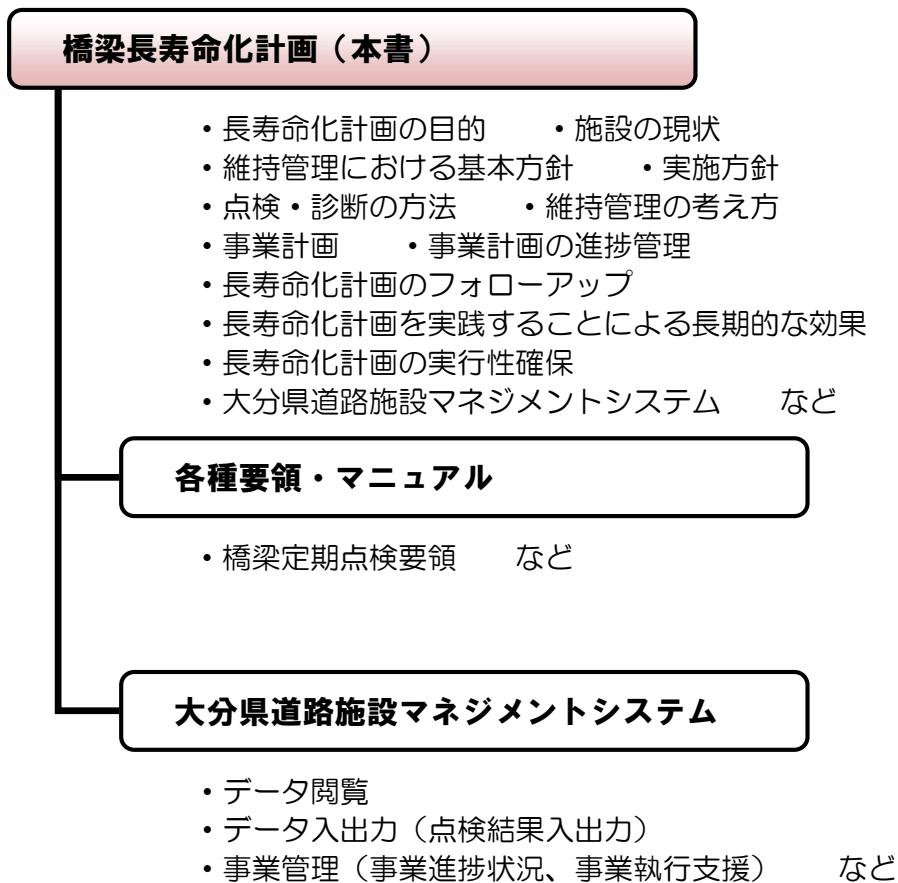 橋梁長寿命化計画（本書）
・長寿命化計画の目的　　・施設の現状
・維持管理における基本方針　　・実施方針
・点検・診断の方法　　・維持管理の考え方
・事業計画　　・事業計画の進捗管理
・長寿命化計画のフォローアップ
・長寿命化計画を実践することによる長期的な効果
・長寿命化計画の実行性確保
・大分県道路施設マネジメントシステム　　など
各種要領・マニュアル
・橋梁定期点検要領　　など
大分県道路施設マネジメントシステム
・データ閲覧
・データ入出力（点検結果入出力）
・事業管理（事業進捗状況、事業執行支援）　　など